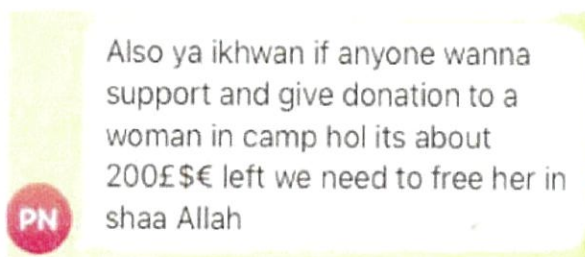 Also ya ikhwan if anyone wanna
support and give donation to a
woman in camp hol its about
200£$€ left we need to free her in
shaa Allah
PN